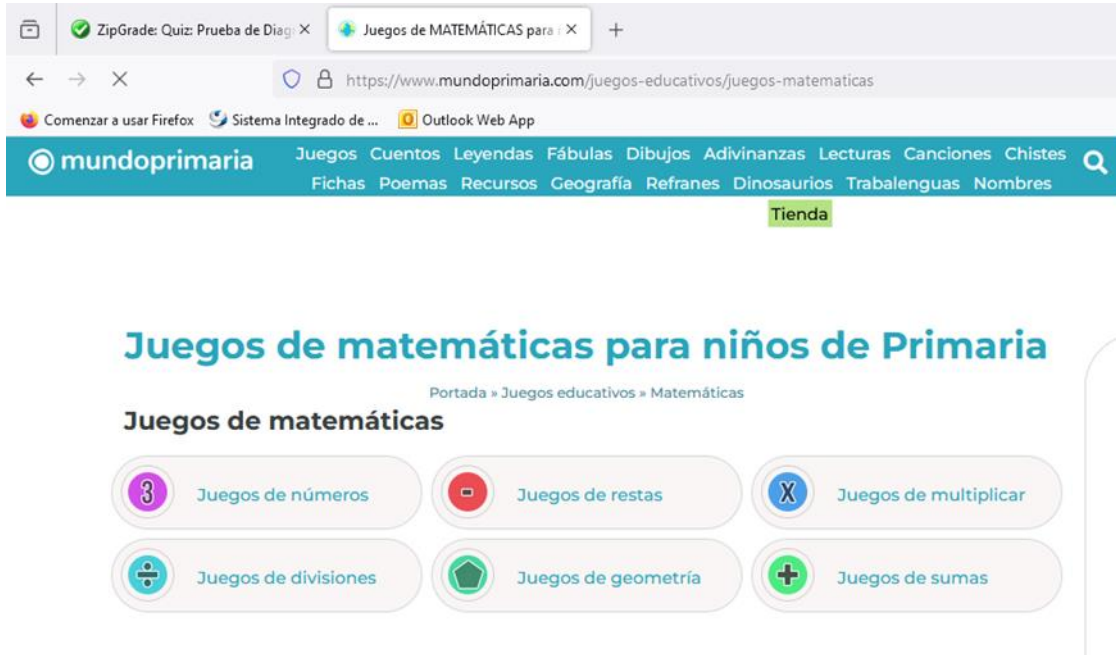 ZipGrade: Quiz: Prueba de Diag
Juegos de MATEMÁTICAS para
https://www.mundoprimaria.com/juegos-educativos/juegos-matematicas
Comenzar a usar Firefox Sistema Integrado de ... Outlook Web App
mundoprimaria Juegos Cuentos Leyendas Fábulas Dibujos Adivinanzas Lecturas Canciones Chistes
Fichas Poemas Recursos Geografía Refranes Dinosaurios Trabalenguas Nombres
Tienda
Juegos de matemáticas para niños de Primaria
Portada » Juegos educativos » Matemáticas
Juegos de matemáticas
3 Juegos de números - Juegos de restas X Juegos de multiplicar
÷ Juegos de divisiones Juegos de geometría + Juegos de sumas